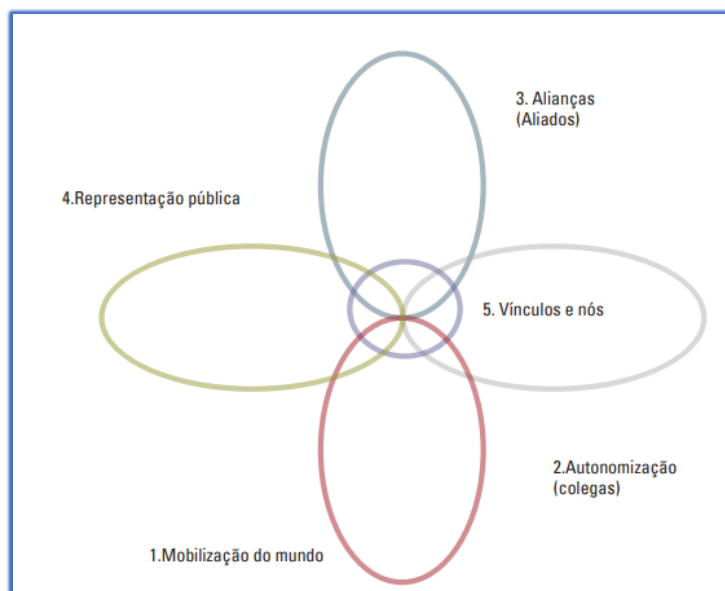 3. Alianças
(Aliados)
4.Representação pública
5. Vínculos e nós
2.Autonomização
(colegas)
1.Mobilização do mundo